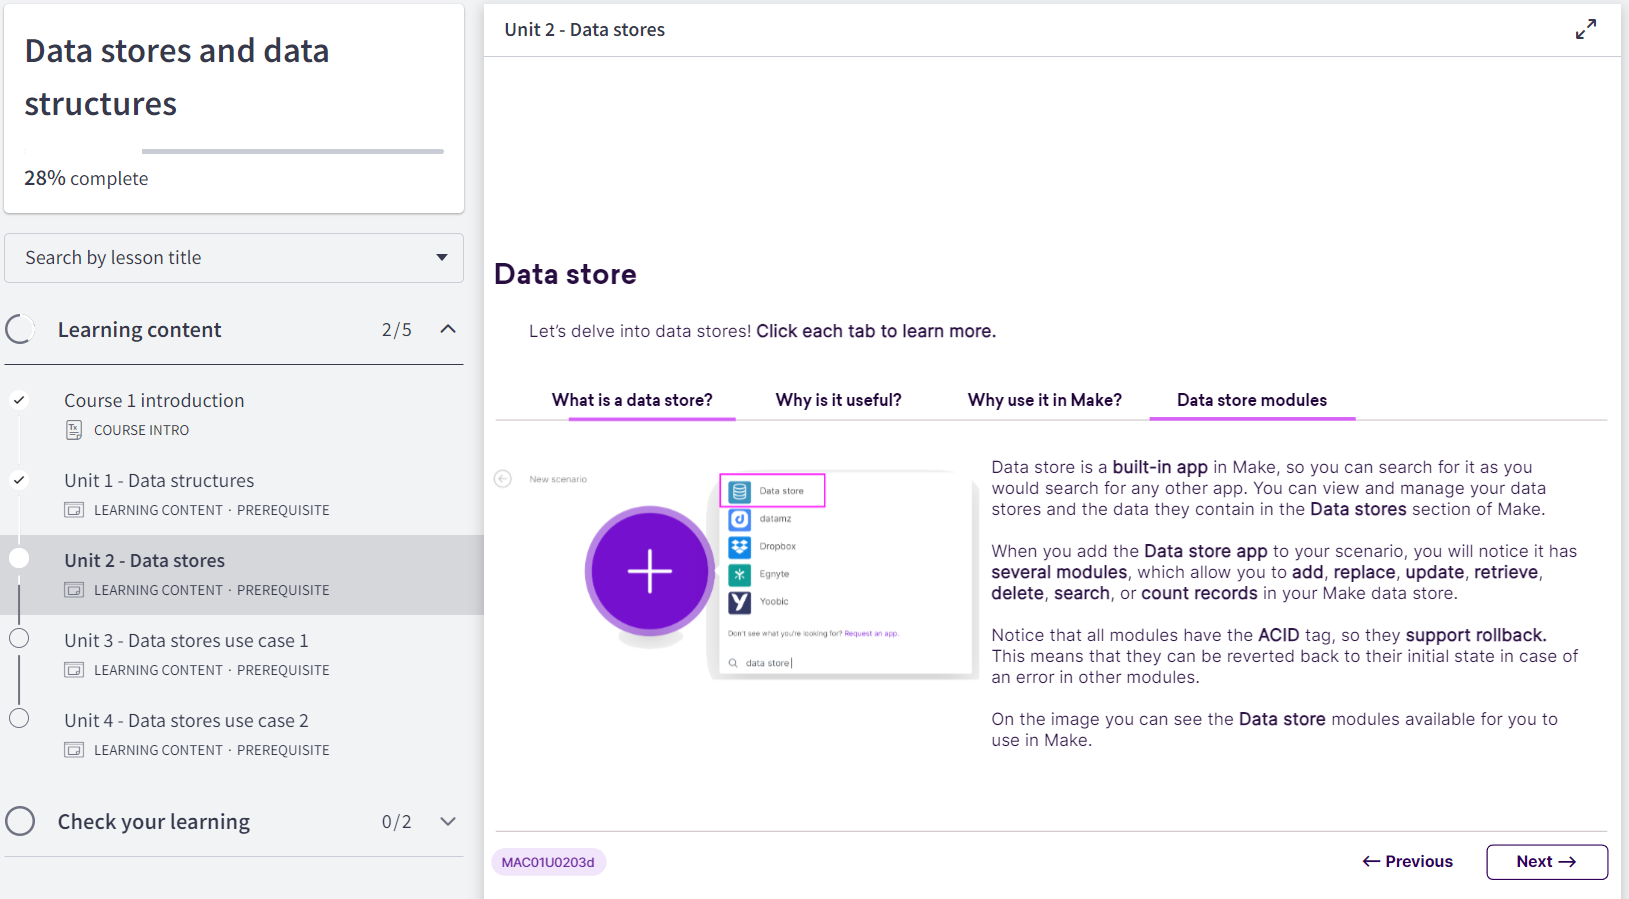 Data stores and data
structures
28% complete
Search by lesson title
Learning content 2/5
Course 1 introduction
COURSE INTRO
Unit 1 - Data structures
LEARNING CONTENT · PREREQUISITE
Unit 2 - Data stores
LEARNING CONTENT · PREREQUISITE
Unit 3 - Data stores use case 1
LEARNING CONTENT · PREREQUISITE
Unit 4 - Data stores use case 2
LEARNING CONTENT · PREREQUISITE
Check your learning 0/2
Unit 2 - Data stores
Data store
Let's delve into data stores! Click each tab to learn more.
What is a data store? Why is it useful? Why use it in Make? Data store modules
New scenario
Data store
datamz
Dropbox
Egnyte
Yoobic
Don't see what you're looking for? Request an app.
data store
Data store is a built-in app in Make, so you can search for it as you
would search for any other app. You can view and manage your data
stores and the data they contain in the Data stores section of Make.
When you add the Data store app to your scenario, you will notice it has
several modules, which allow you to add, replace, update, retrieve,
delete, search, or count records in your Make data store.
Notice that all modules have the ACID tag, so they support rollback.
This means that they can be reverted back to their initial state in case of
an error in other modules.
On the image you can see the Data store modules available for you to
use in Make.
MAC01U0203d
← Previous
Next →